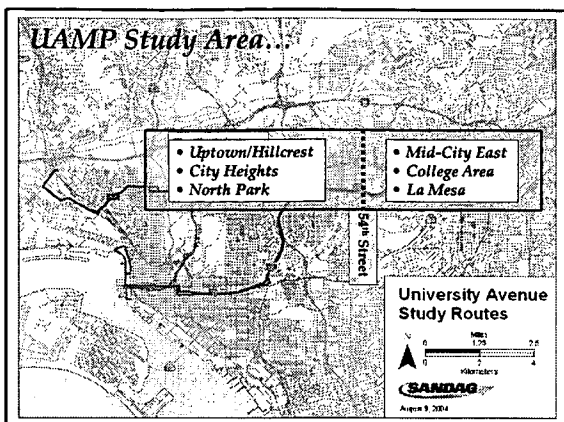 UAMP Study Area...
• Uptown/Hillcrest
• City Heights
• North Park
• Mid-City East
• College Area
• La Mesa
54th Street
University Avenue
Study Routes
N
Miles
0 1.25 2.5
0 2 4
Kilometers
SANDAG
August 9, 2004